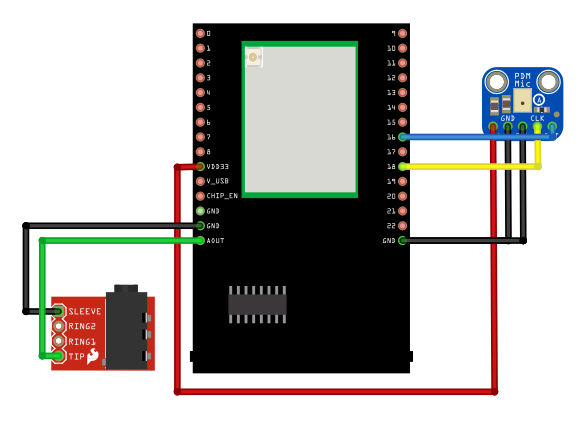 0
1
2
3
4
5
6
7
8
VDD33
V_USB
CHIP_EN
GND
GND
AOUT
9
10
11
12
13
14
15
16
17
18
19
20
21
22
GND
PDM
Mic
A
GND CLK
SLEEVE
RING2
RING1
TIP